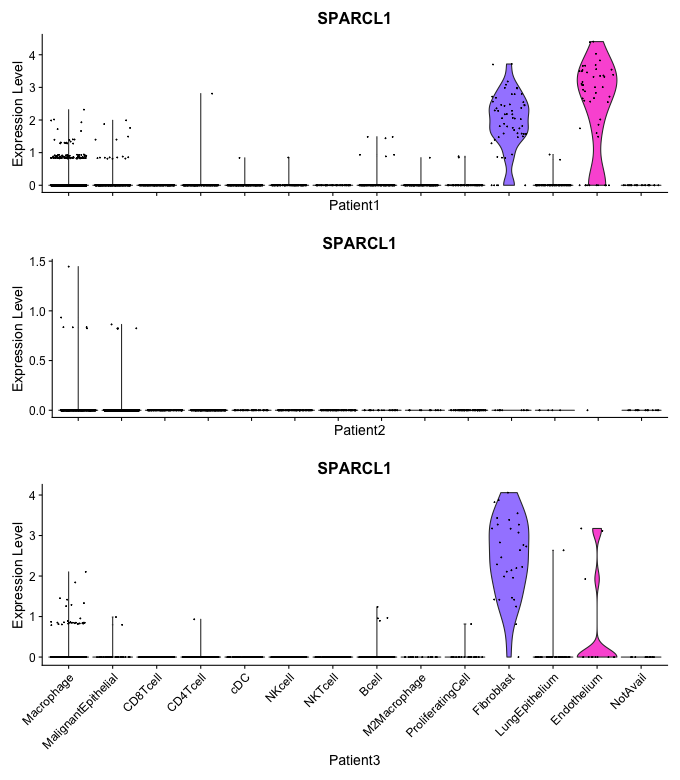 SPARCL1
Expression Level
4
3
2
1
0
Patient1
SPARCL1
Expression Level
1.5
1.0
0.5
0.0
Patient2
SPARCL1
Expression Level
4
3
2
1
0
Macrophage
MalignantEpithelial
CD8Tcell
CD4Tcell
cDC
NKcell
NKTcell
Bcell
M2Macrophage
ProliferatingCell
Fibroblast
LungEpithelium
Endothelium
NotAvail
Patient3